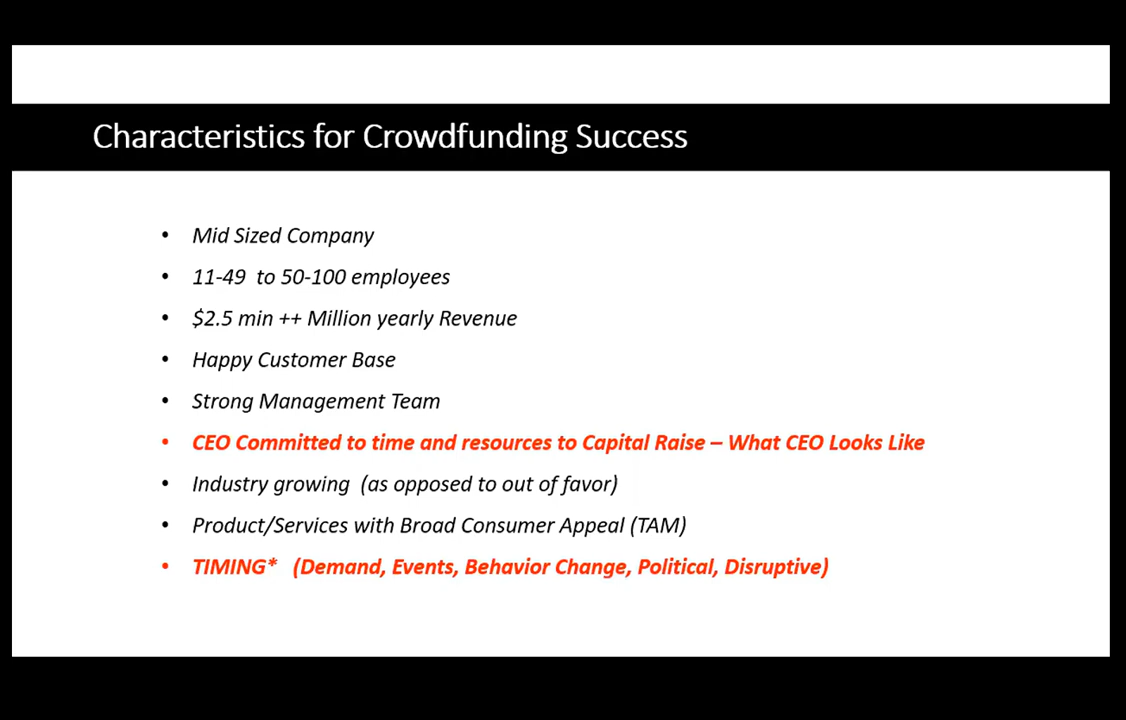 Characteristics for Crowdfunding Success
• Mid Sized Company
• 11-49  to 50-100 employees
• $2.5 min ++ Million yearly Revenue
• Happy Customer Base
• Strong Management Team
• CEO Committed to time and resources to Capital Raise – What CEO Looks Like
• Industry growing  (as opposed to out of favor)
• Product/Services with Broad Consumer Appeal (TAM)
• TIMING*   (Demand, Events, Behavior Change, Political, Disruptive)